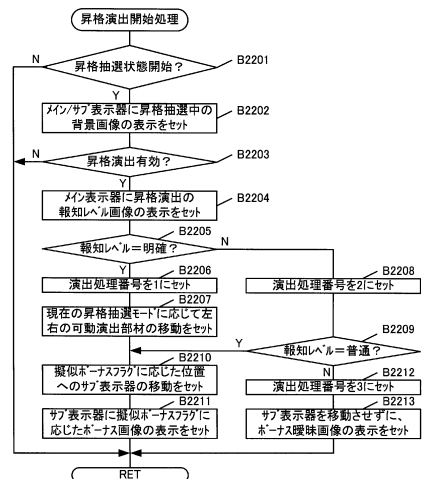 昇格演出開始処理
N
昇格抽選状態開始?
B2201
Y
B2202
メイン/サブ表示器に昇格抽選中の
背景画像の表示をセット
N
昇格演出有効?
B2203
Y
B2204
メイン表示器に昇格演出の
報知レベル画像の表示をセット
B2205
報知レベル=明確?
N
Y
B2206
演出処理番号を1にセット
B2208
演出処理番号を2にセット
B2207
現在の昇格抽選モードに応じて左
右の可動演出部材の移動をセット
B2209
Y
報知レベル=普通?
B2210
擬似ボーナスフラグに応じた位置
へのサブ表示器の移動をセット
N
B2212
演出処理番号を3にセット
B2211
サブ表示器に擬似ボーナスフラグに
応じたボーナス画像の表示をセット
B2213
サブ表示器を移動させずに、
ボーナス曖昧画像の表示をセット
RET